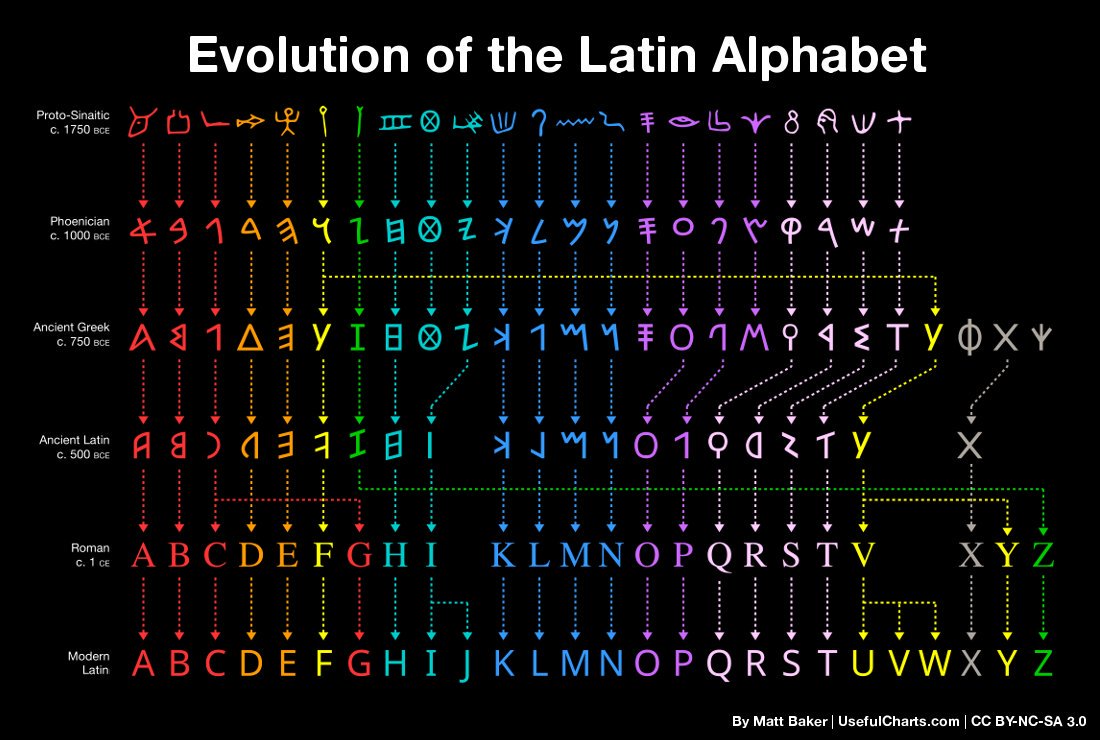 Evolution of the Latin Alphabet
Proto-Sinaitic
c. 1750 BCE
Phoenician
c. 1000 BCE
𐤀 𐤁 𐤂 𐤃 𐤄 𐤅 𐤆 𐤇 𐤈 𐤉 𐤊 𐤋 𐤌 𐤍 𐤎 𐤏 𐤐 𐤑 𐤒 𐤓 𐤔 𐤕
Ancient Greek
c. 750 BCE
Α Β Γ Δ Ε Ϝ Ζ Η Θ Ι Κ Λ Μ Ν Ξ Ο Π Ϻ Ϙ Ρ Σ Τ Υ Φ Χ Ψ
Ancient Latin
c. 500 BCE
𐌀 𐌁 𐌂 𐌃 𐌄 𐌅 𐌆 𐌇 𐌉 𐌊 𐌋 𐌌 𐌍 𐌏 𐌐 𐌒 𐌓 𐌔 𐌕 𐌖 𐌗
Roman
c. 1 CE
A B C D E F G H I K L M N O P Q R S T V X Y Z
Modern
Latin
A B C D E F G H I J K L M N O P Q R S T U V W X Y Z
By Matt Baker | UsefulCharts.com | CC BY-NC-SA 3.0